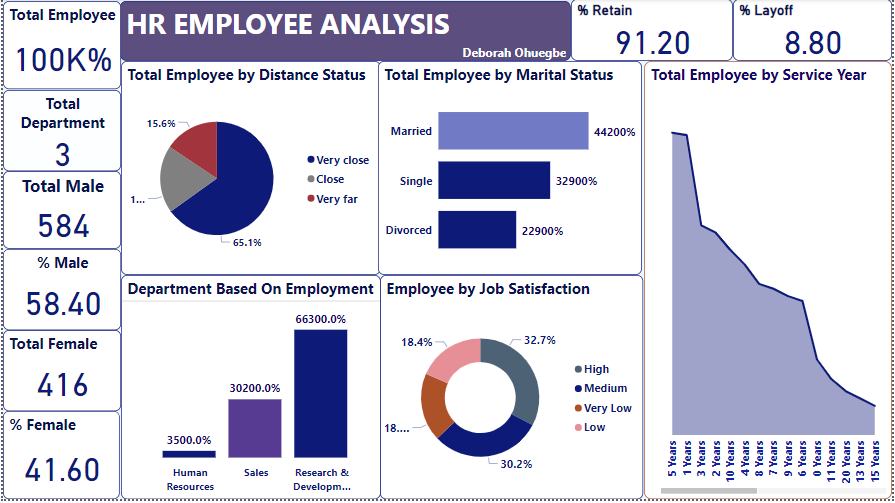 Total Employee
100K%
HR EMPLOYEE ANALYSIS
Deborah Ohuegbe
% Retain
91.20
% Layoff
8.80
Total
Department
3
Total Male
584
% Male
58.40
Total Female
416
% Female
41.60
Total Employee by Distance Status
15.6%
1...
65.1%
Very close
Close
Very far
Total Employee by Marital Status
Married
44200%
Single
32900%
Divorced
22900%
Total Employee by Service Year
5 Years
1 Years
3 Years
2 Years
10 Years
4 Years
8 Years
7 Years
9 Years
6 Years
0 Years
11 Years
20 Years
13 Years
15 Years
Department Based On Employment
66300.0%
30200.0%
3500.0%
Human
Resources
Sales
Research &
Developm...
Employee by Job Satisfaction
18.4%
32.7%
18....
30.2%
High
Medium
Very Low
Low